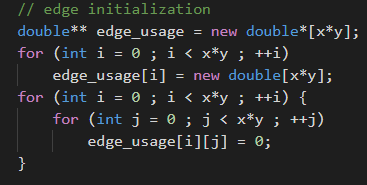 // edge initialization
double** edge_usage = new double*[x*y];
for (int i = 0 ; i < x*y ; ++i)
    edge_usage[i] = new double[x*y];
for (int i = 0 ; i < x*y ; ++i) {
    for (int j = 0 ; j < x*y ; ++j)
        edge_usage[i][j] = 0;
}